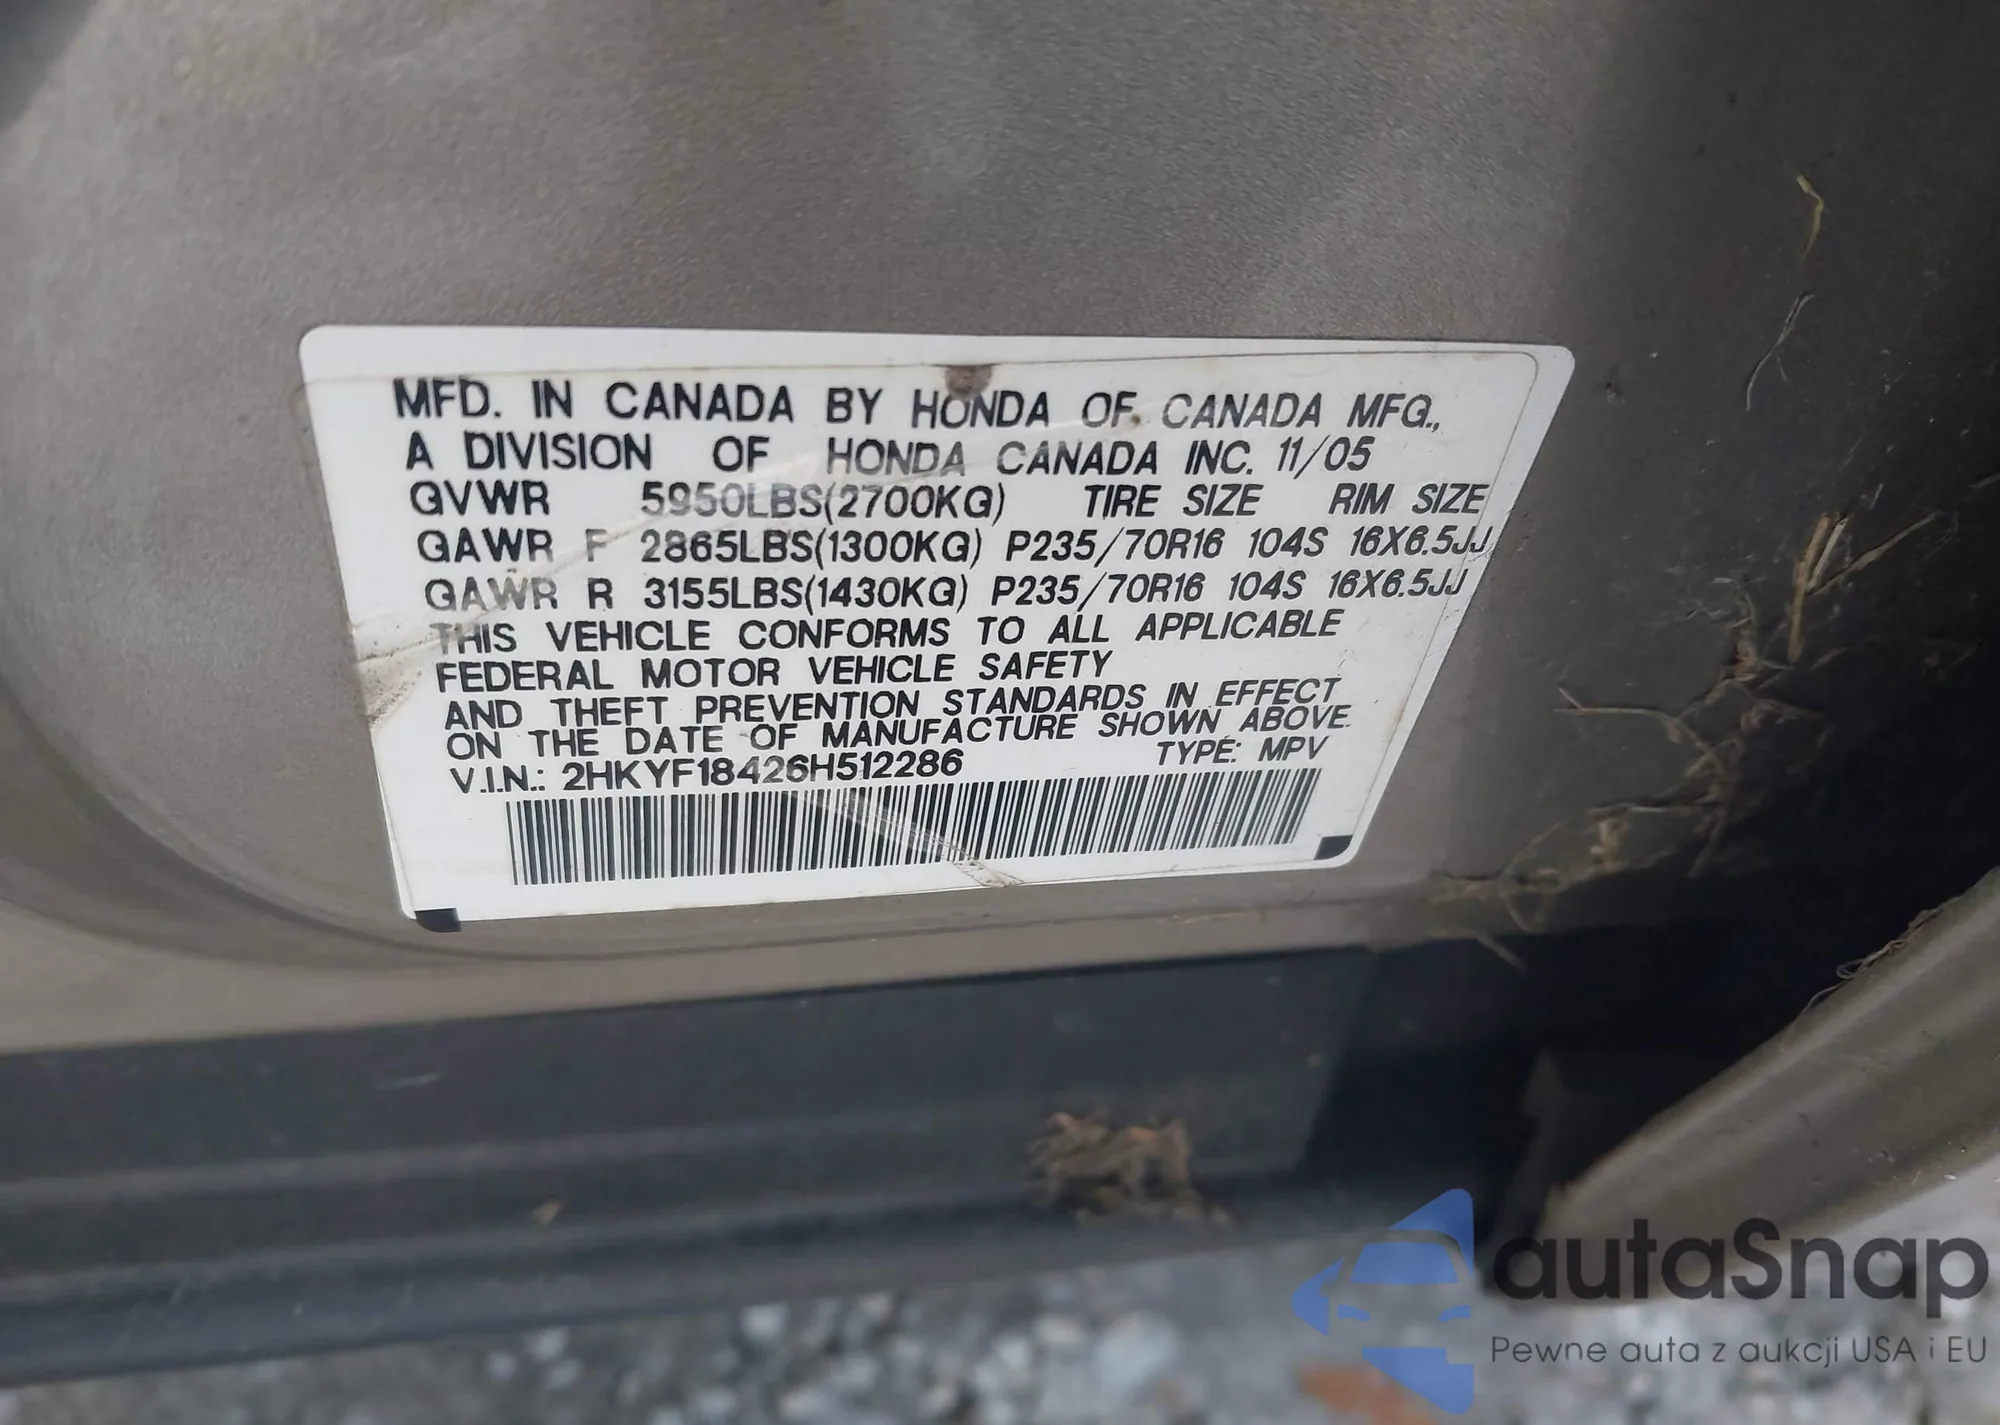 MFD. IN CANADA BY HONDA OF CANADA MFG.,
A DIVISION OF HONDA CANADA INC. 11/05
GVWR 5950LBS(2700KG) TIRE SIZE RIM SIZE
GAWR F 2865LBS(1300KG) P235/70R16 104S 16X6.5JJ
GAWR R 3155LBS(1430KG) P235/70R16 104S 16X6.5JJ
THIS VEHICLE CONFORMS TO ALL APPLICABLE
FEDERAL MOTOR VEHICLE SAFETY
AND THEFT PREVENTION STANDARDS IN EFFECT
ON THE DATE OF MANUFACTURE SHOWN ABOVE.
V.I.N.: 2HKYF18426H512286 TYPE: MPV
autaSnap
Pewne auta z aukcji USA i EU